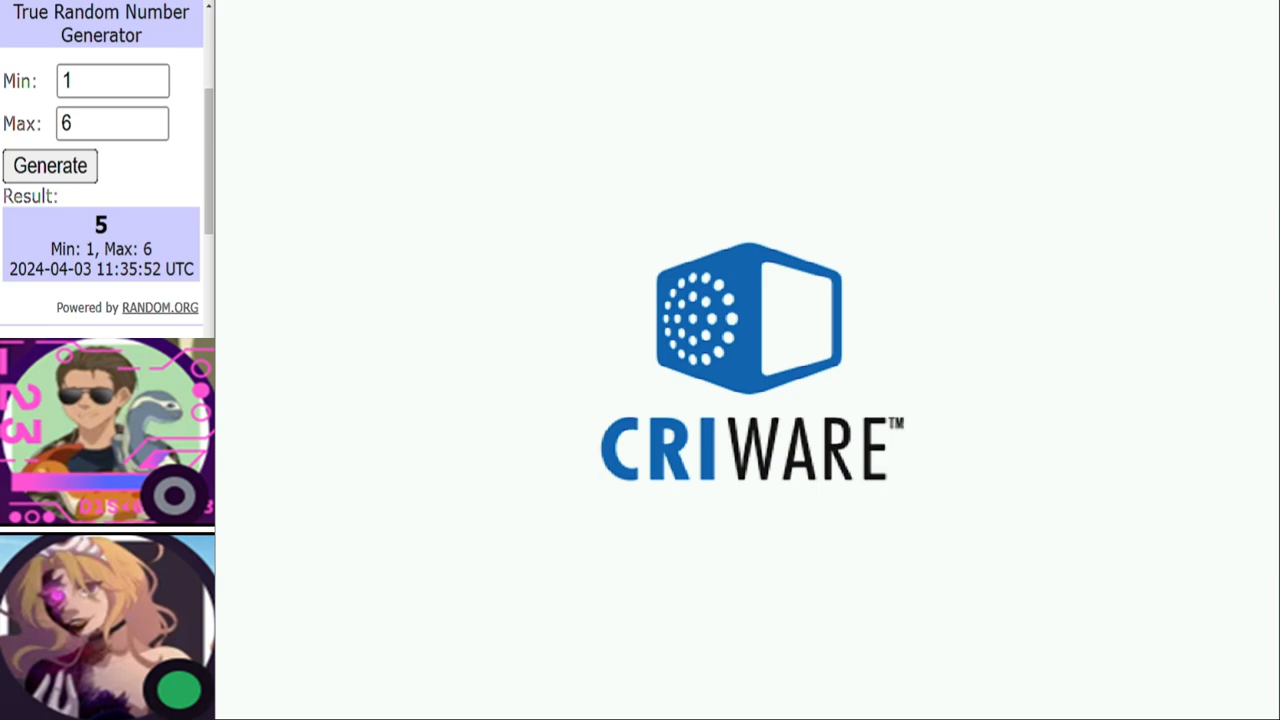 True Random Number
Generator
Min: 1
Max: 6
Generate
Result:
5
Min: 1, Max: 6
2024-04-03 11:35:52 UTC
Powered by RANDOM.ORG
23
CRIWARE™